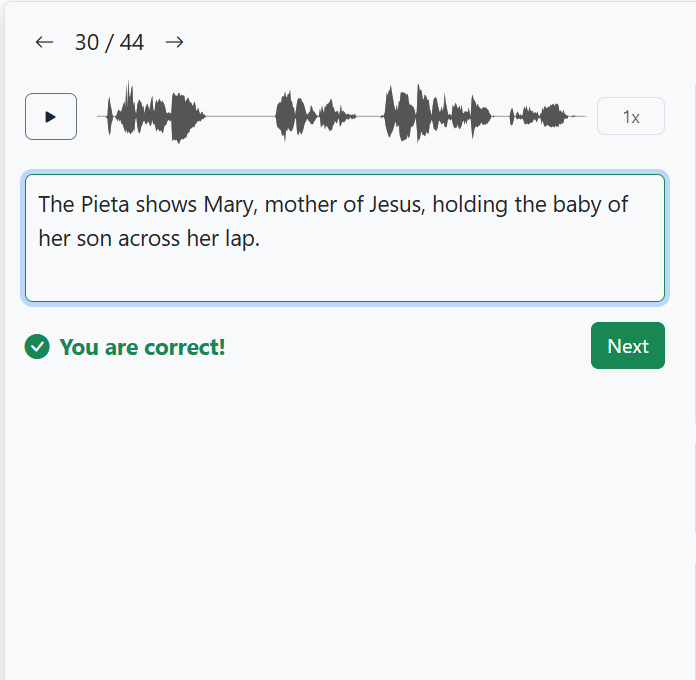 ← 30 / 44 →
1x
The Pieta shows Mary, mother of Jesus, holding the baby of
her son across her lap.
You are correct!
Next